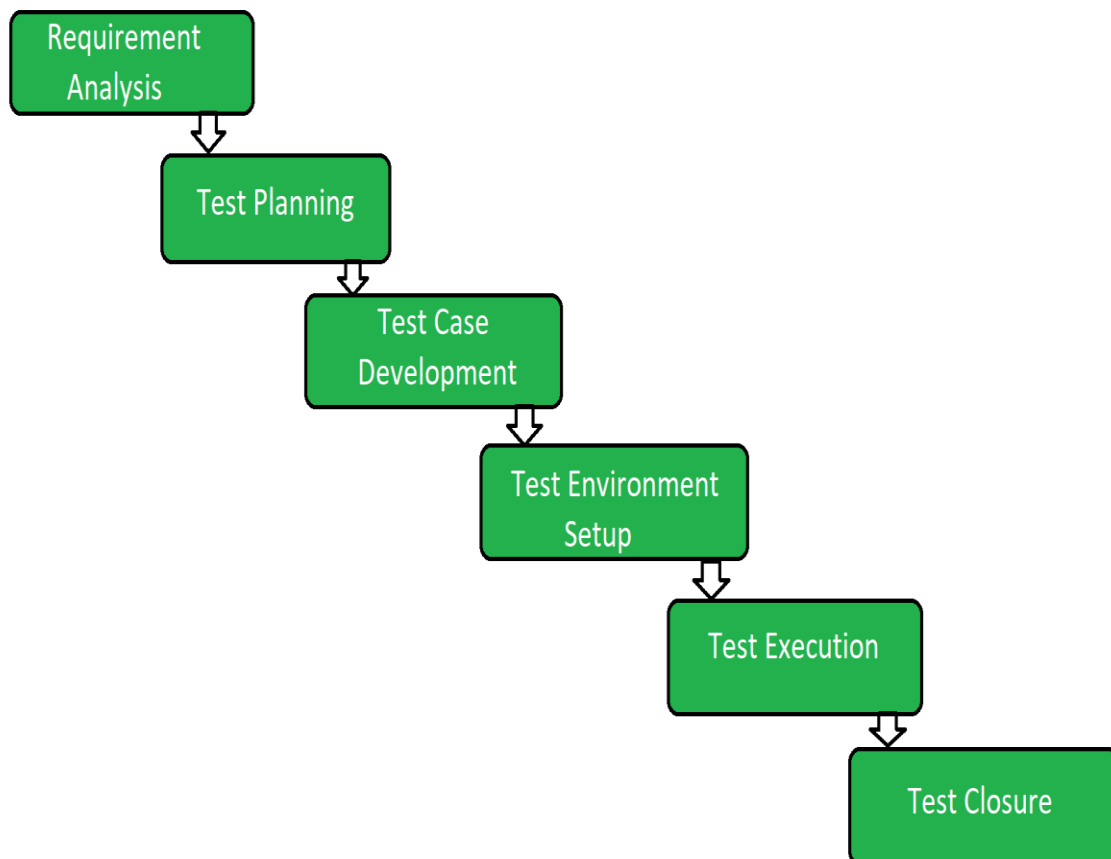 Requirement
Analysis
Test Planning
Test Case
Development
Test Environment
Setup
Test Execution
Test Closure